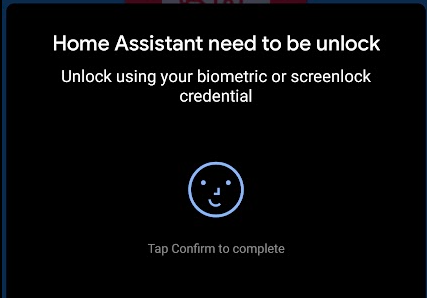 Home Assistant need to be unlock
Unlock using your biometric or screenlock
credential
Tap Confirm to complete